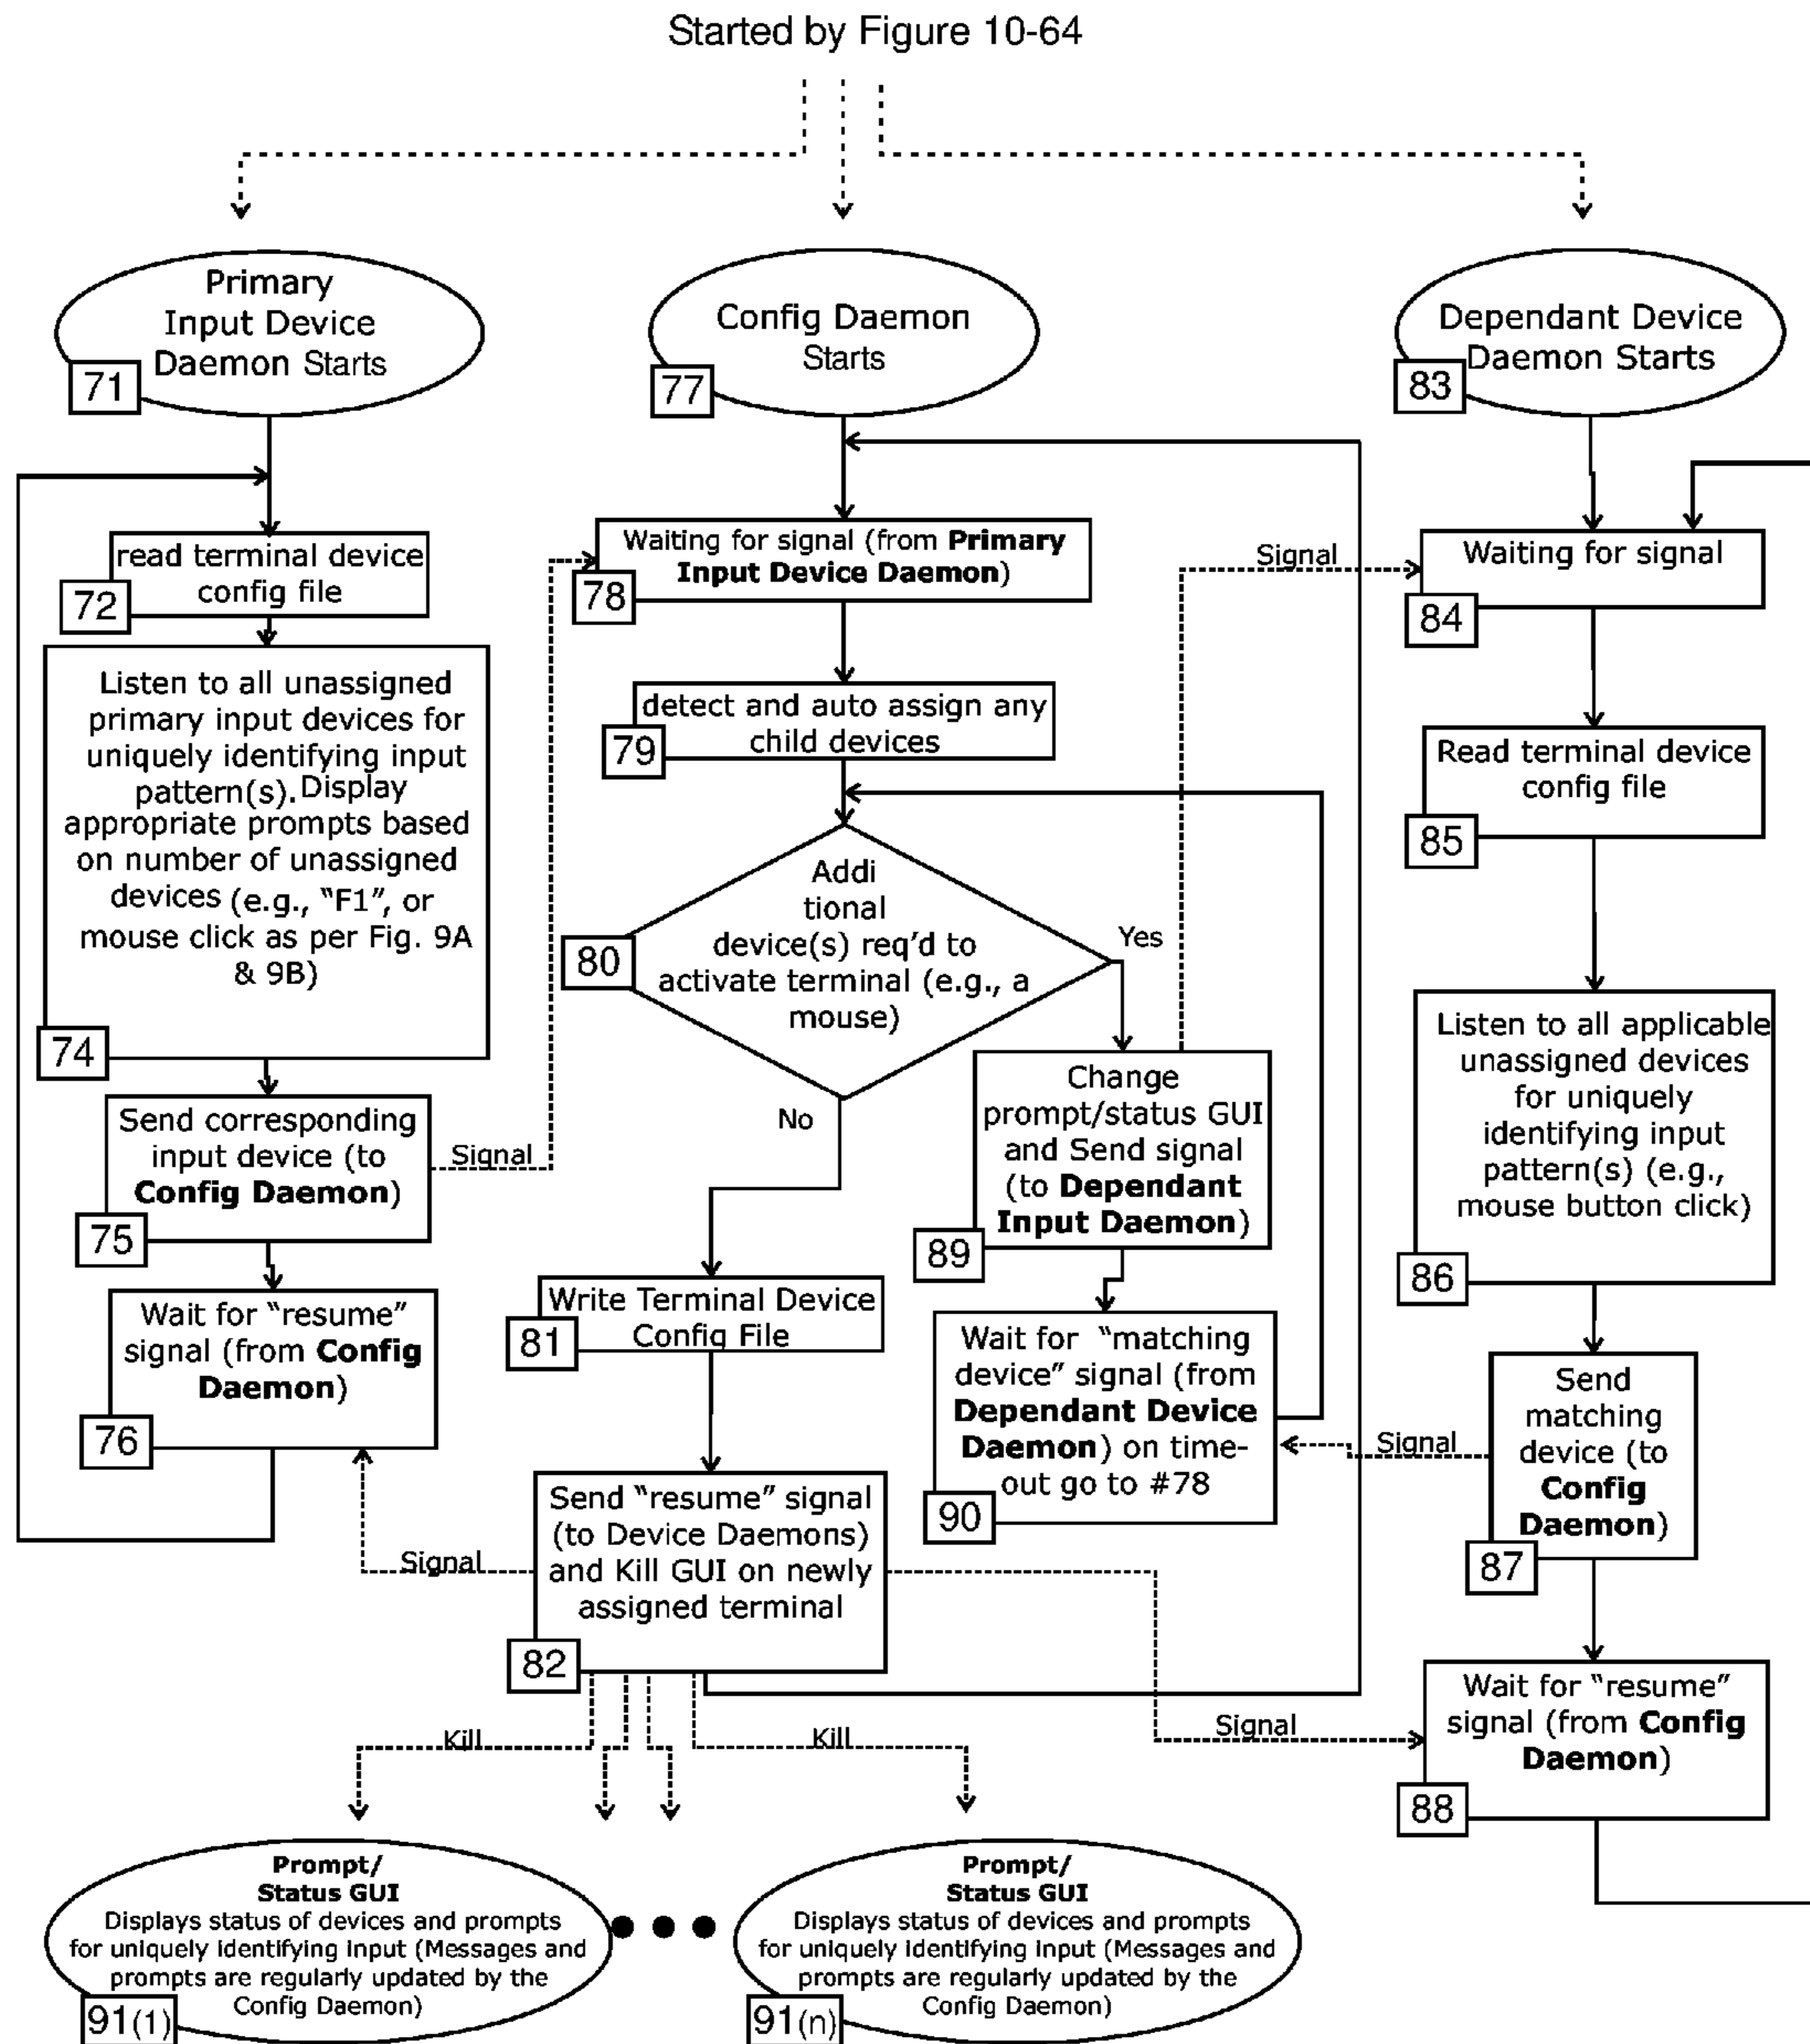 Started by Figure 10-64
Primary
Input Device
Daemon Starts
71
read terminal device
config file
72
Listen to all unassigned
primary input devices for
uniquely identifying input
pattern(s). Display
appropriate prompts based
on number of unassigned
devices (e.g., "F1", or
mouse click as per Fig. 9A
& 9B)
74
Send corresponding
input device (to
Config Daemon)
75
Signal
Wait for "resume"
signal (from Config
Daemon)
76
Config Daemon
Starts
77
Waiting for signal (from Primary
Input Device Daemon)
78
detect and auto assign any
child devices
79
Addi
tional
device(s) req'd to
activate terminal (e.g., a
mouse)
80
Yes
No
Change
prompt/status GUI
and Send signal
(to Dependant
Input Daemon)
89
Write Terminal Device
Config File
81
Wait for "matching
device" signal (from
Dependant Device
Daemon) on time-
out go to #78
90
Send "resume" signal
(to Device Daemons)
and Kill GUI on newly
assigned terminal
82
Signal
Kill
Kill
Dependant Device
Daemon Starts
83
Signal
Waiting for signal
84
Read terminal device
config file
85
Listen to all applicable
unassigned devices
for uniquely
identifying input
pattern(s) (e.g.,
mouse button click)
86
Send
matching
device (to
Config
Daemon)
87
Signal
Wait for "resume"
signal (from Config
Daemon)
88
Signal
Prompt/
Status GUI
Displays status of devices and prompts
for uniquely identifying input (Messages and
prompts are regularly updated by the
Config Daemon)
91(1)
Prompt/
Status GUI
Displays status of devices and prompts
for uniquely identifying input (Messages and
prompts are regularly updated by the
Config Daemon)
91(n)